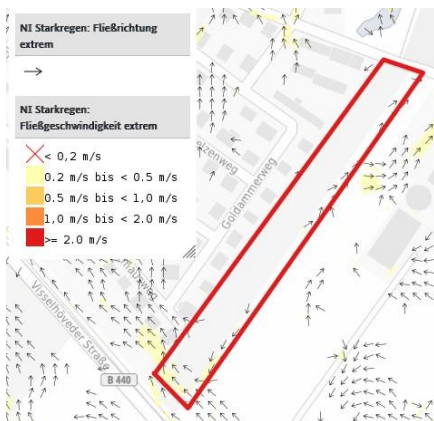 NI Starkregen: Fließrichtung
extrem
NI Starkregen:
Fließgeschwindigkeit extrem
< 0,2 m/s
0.2 m/s bis < 0.5 m/s
0.5 m/s bis < 1,0 m/s
1,0 m/s bis < 2.0 m/s
>= 2.0 m/s
elzenweg
Goldammerweg
Visselhöveder Straße
B 440